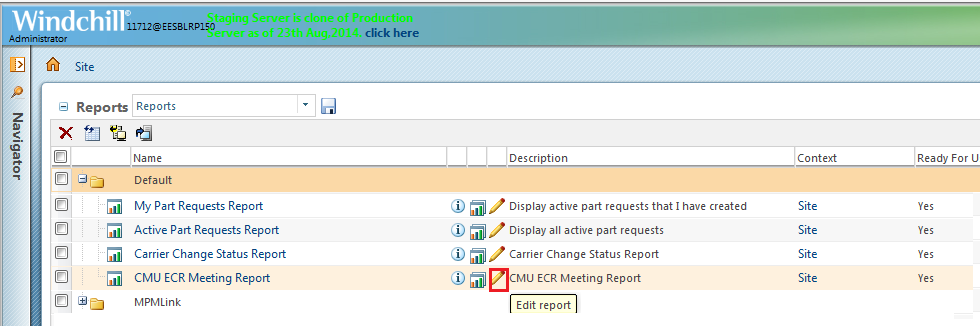 Windchill®
11712@EESBLRP150
Staging Server is clone of Production
Server as of 23th Aug 2014. click here
Administrator
Site
Navigator
Reports Reports
Name Description Context Ready For U
Default
My Part Requests Report Display active part requests that I have created Site Yes
Active Part Requests Report Display all active part requests Site Yes
Carrier Change Status Report Carrier Change Status Report Site Yes
CMU ECR Meeting Report CMU ECR Meeting Report Site Yes
MPMLink
Edit report